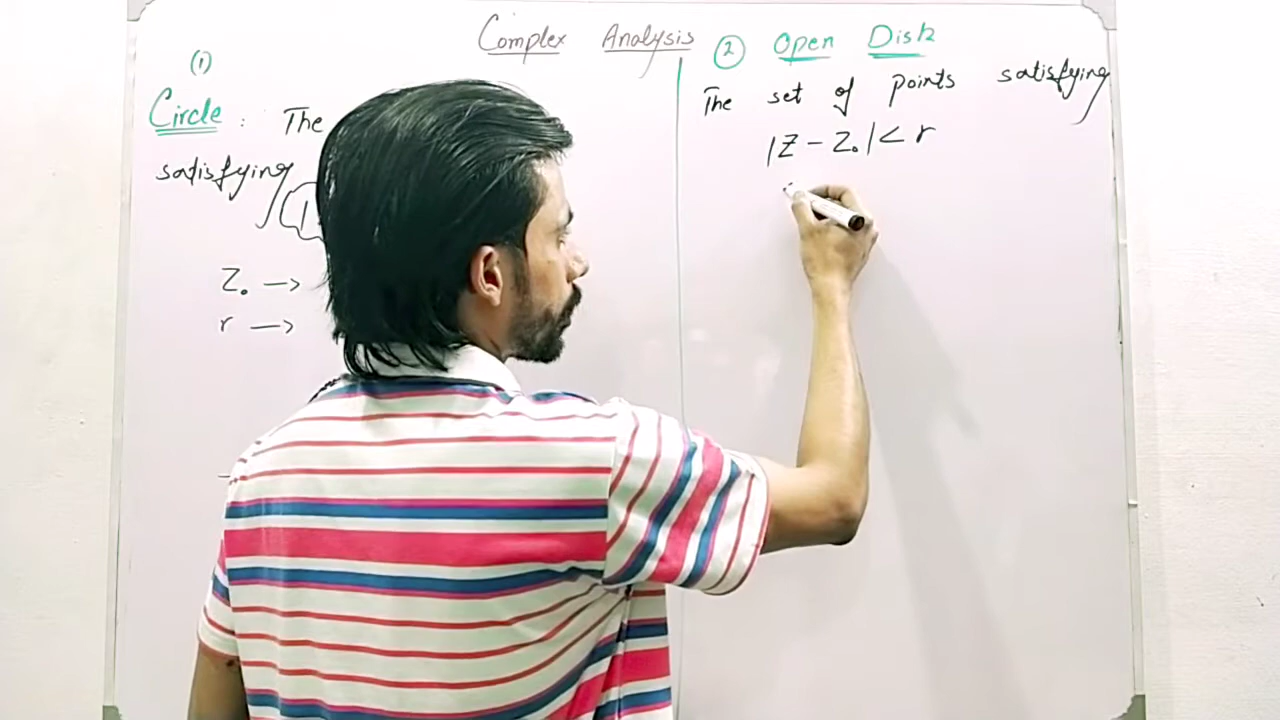 Complex Analysis
(1)
Circle : The
satisfying
|
Z₀ →
r →
② Open Disk
The set of points satisfying
|Z - Z₀| < r